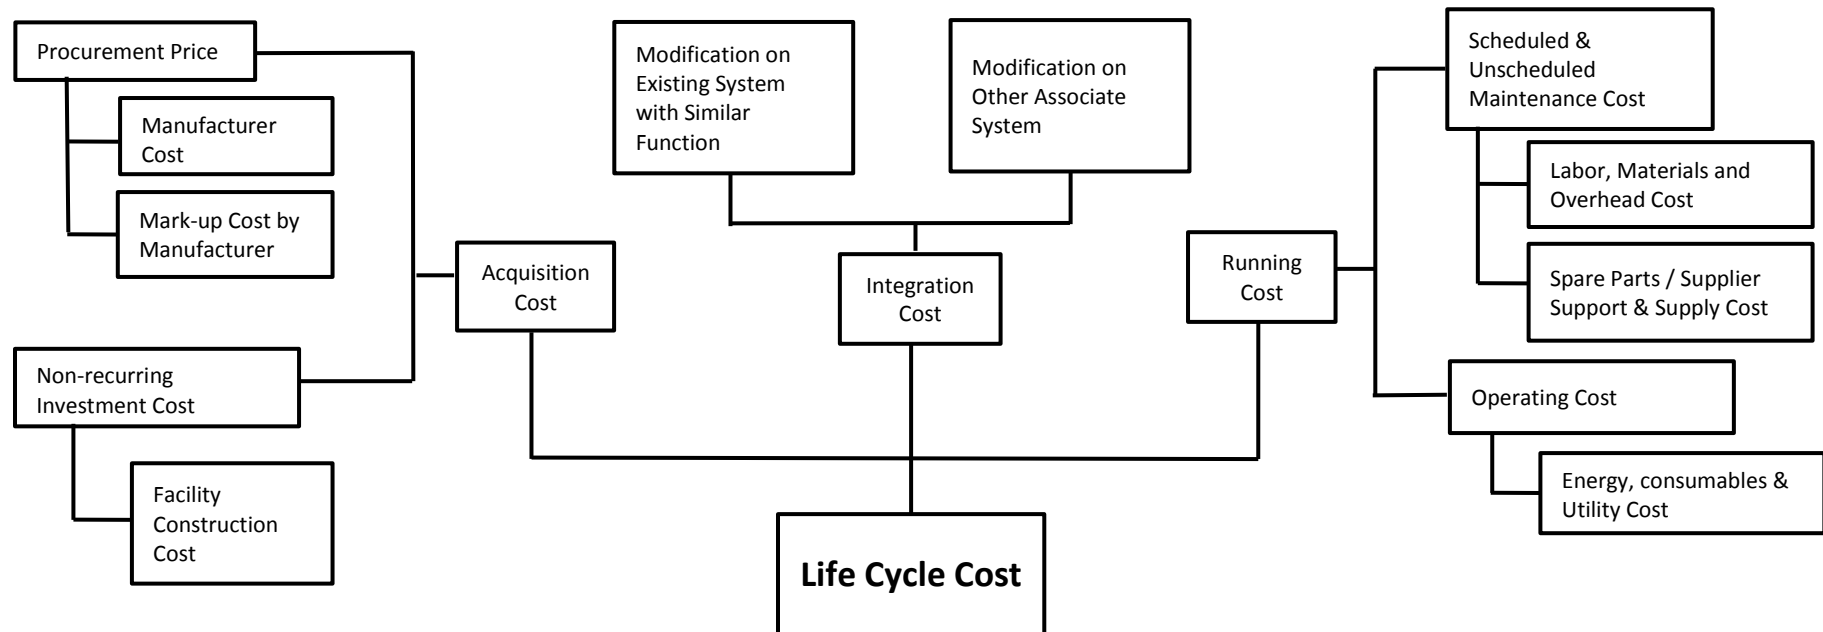 Procurement Price
Manufacturer
Cost
Mark-up Cost by
Manufacturer
Non-recurring
Investment Cost
Facility
Construction
Cost
Acquisition
Cost
Modification on
Existing System
with Similar
Function
Modification on
Other Associate
System
Integration
Cost
Running
Cost
Scheduled &
Unscheduled
Maintenance Cost
Labor, Materials and
Overhead Cost
Spare Parts / Supplier
Support & Supply Cost
Operating Cost
Energy, consumables &
Utility Cost
Life Cycle Cost